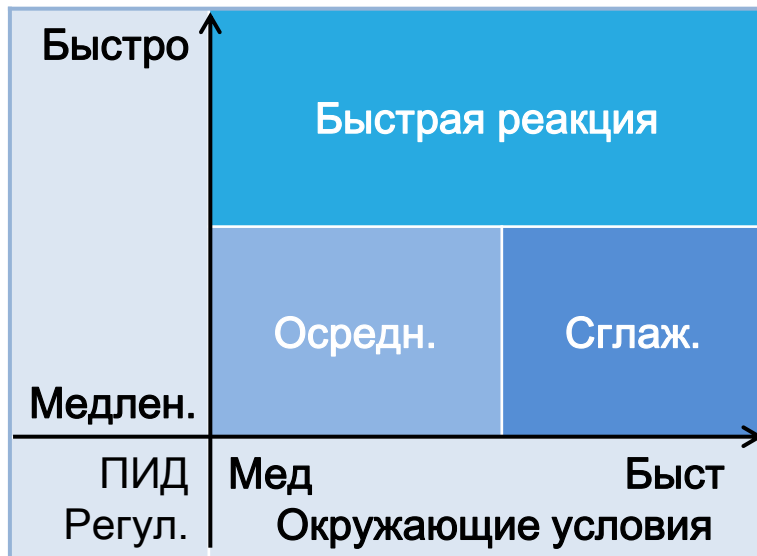 Быстро
Быстрая реакция
Осредн.
Сглаж.
Медлен.
ПИД
Регул.
Мед
Быст
Окружающие условия